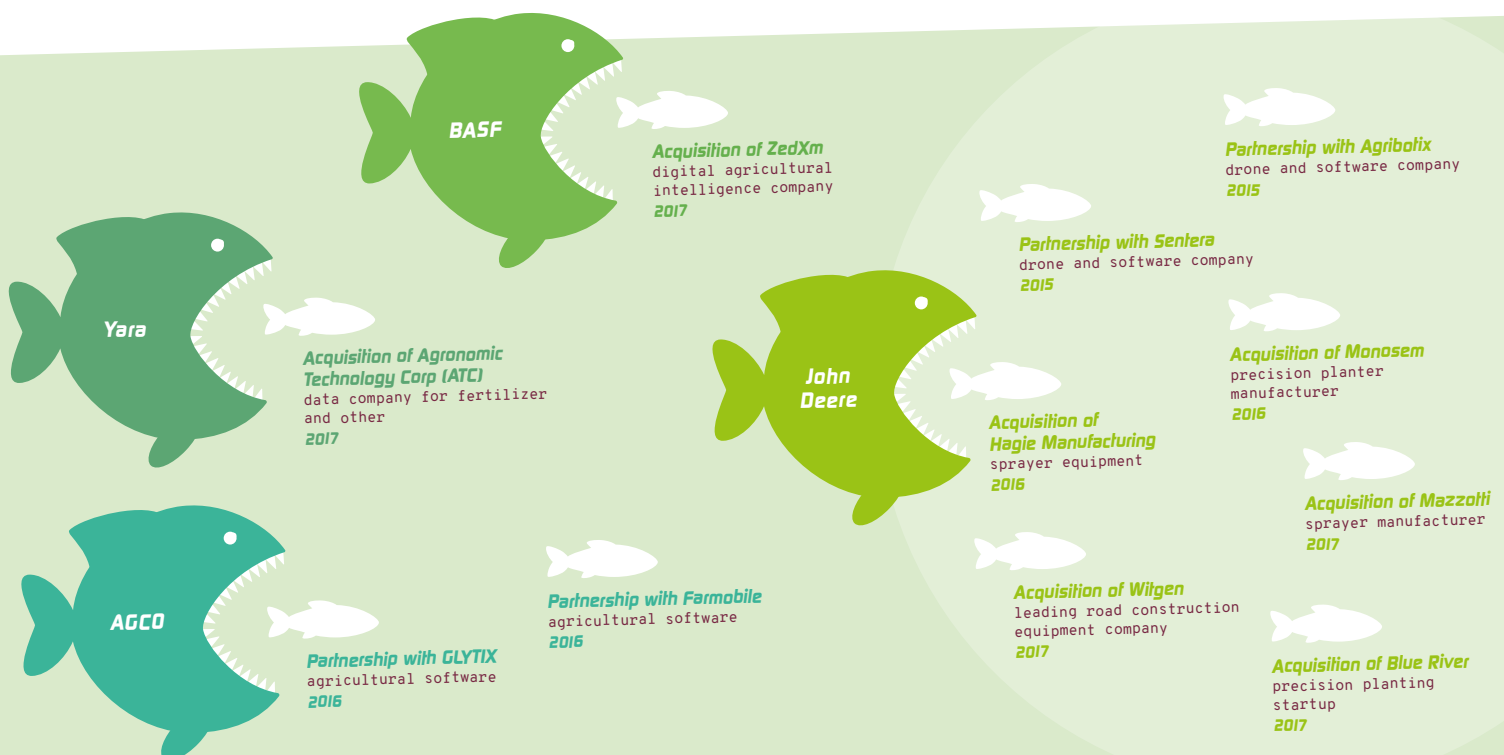 BASF
Acquisition of ZedXm
digital agricultural
intelligence company
2017
Yara
Acquisition of Agronomic
Technology Corp (ATC)
data company for fertilizer
and other
2017
AGCO
Partnership with GLYTIX
agricultural software
2016
Partnership with Farmobile
agricultural software
2016
John
Deere
Partnership with Agribotix
drone and software company
2015
Partnership with Sentera
drone and software company
2015
Acquisition of Monosem
precision planter
manufacturer
2016
Acquisition of
Hagie Manufacturing
sprayer equipment
2016
Acquisition of Mazzotti
sprayer manufacturer
2017
Acquisition of Witgen
leading road construction
equipment company
2017
Acquisition of Blue River
precision planting
startup
2017